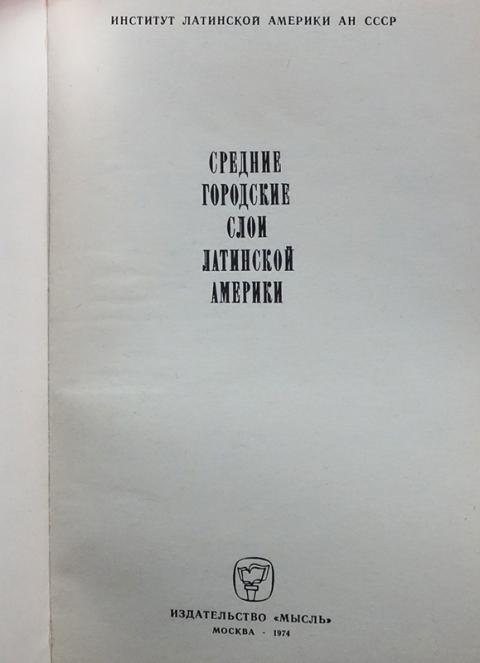 ИНСТИТУТ ЛАТИНСКОЙ АМЕРИКИ АН СССР
СРЕДНИЕ
ГОРОДСКИЕ
СЛОИ
ЛАТИНСКОЙ
АМЕРИКИ
ИЗДАТЕЛЬСТВО «МЫСЛЬ»
МОСКВА - 1974